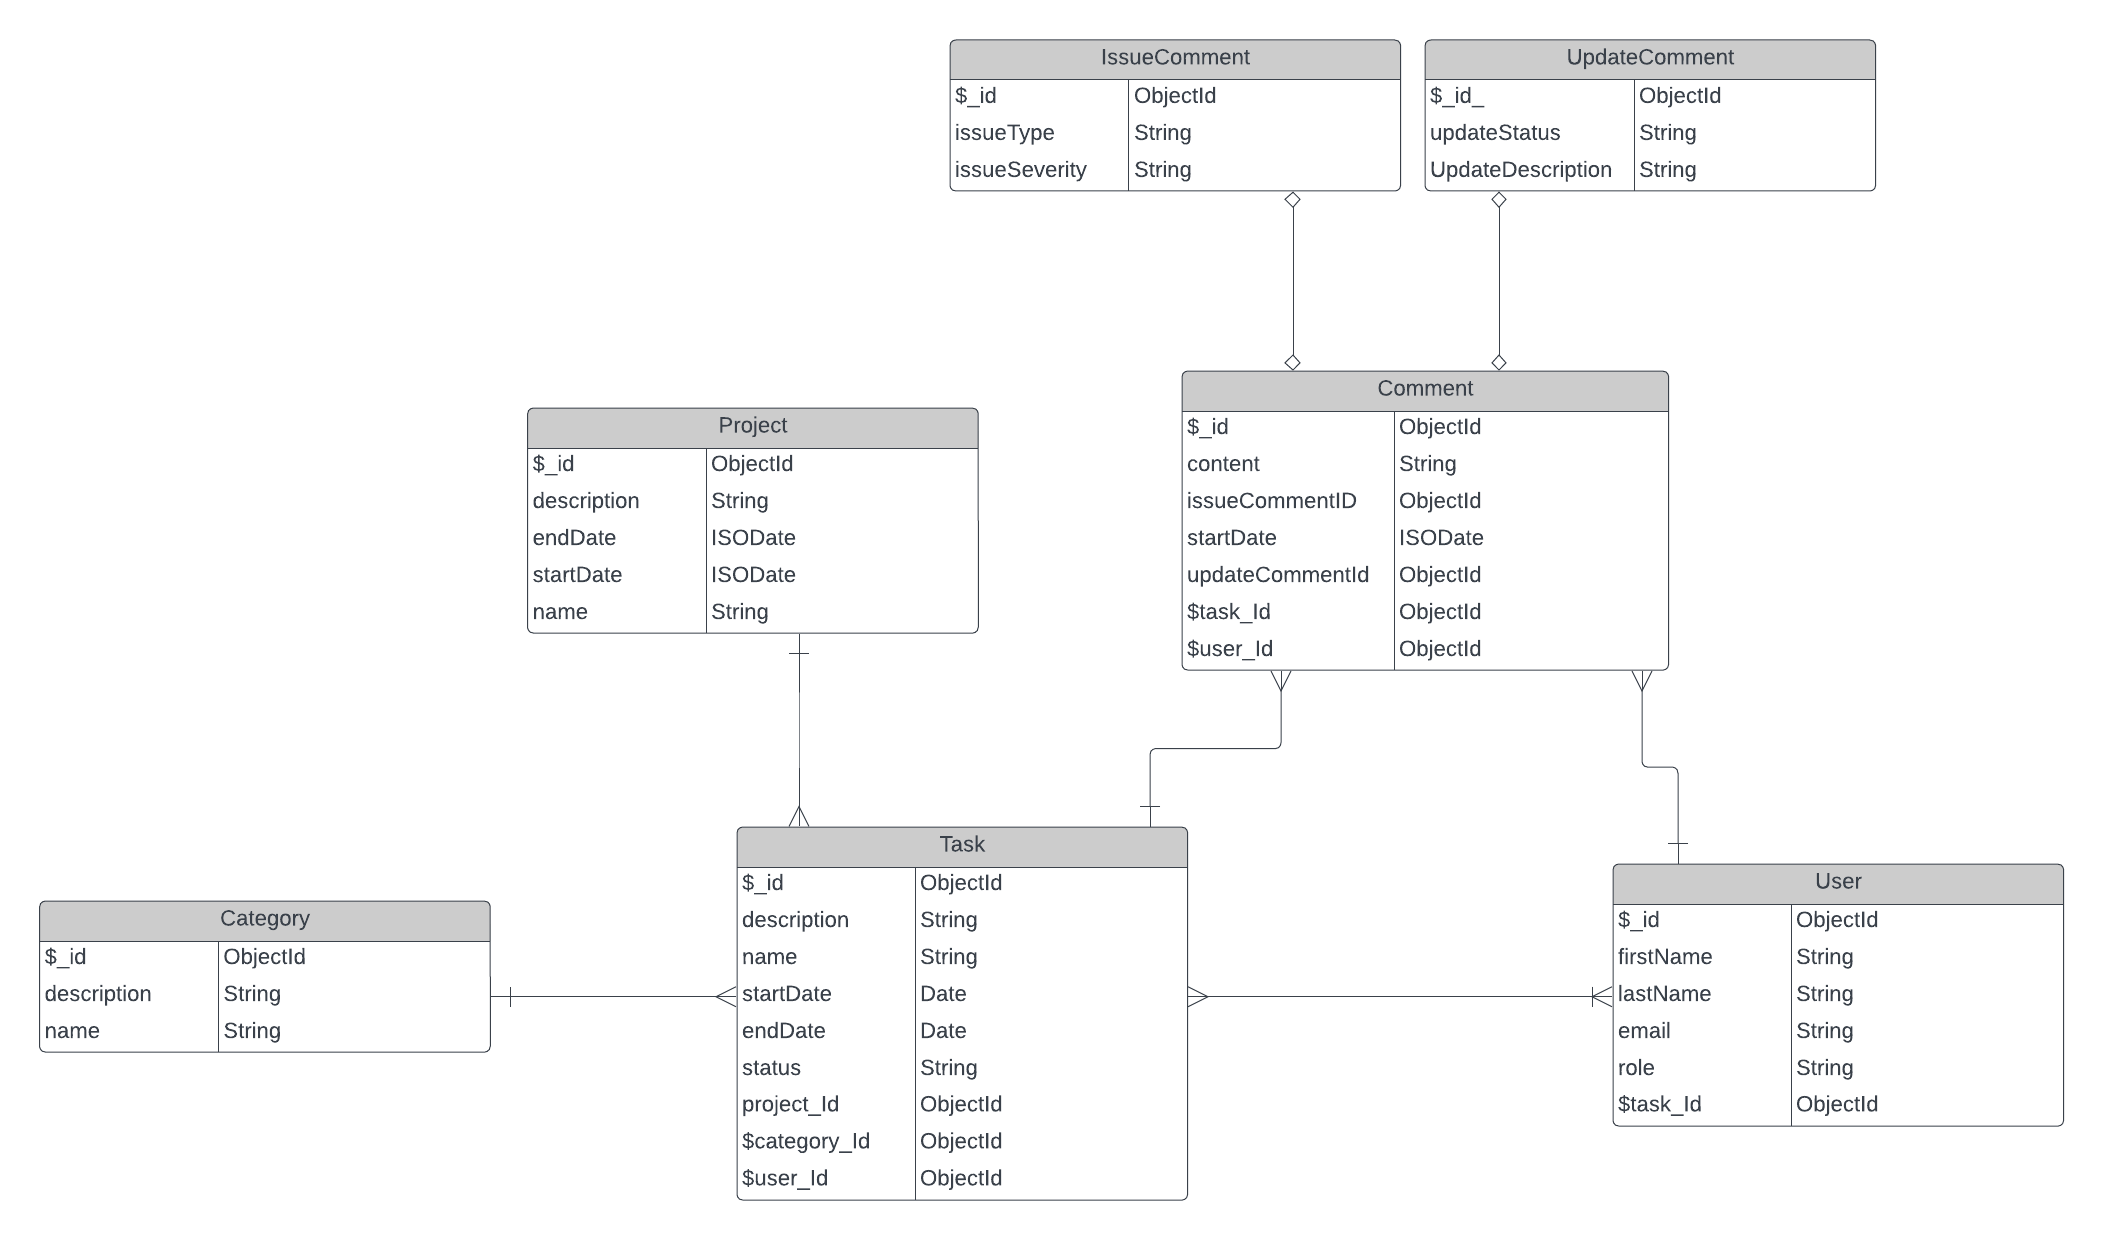 IssueComment
$_id ObjectId
issueType String
issueSeverity String
UpdateComment
$_id_ ObjectId
updateStatus String
UpdateDescription String
Comment
$_id ObjectId
content String
issueCommentID ObjectId
startDate ISODate
updateCommentId ObjectId
$task_Id ObjectId
$user_Id ObjectId
Project
$_id ObjectId
description String
endDate ISODate
startDate ISODate
name String
Task
$_id ObjectId
description String
name String
startDate Date
endDate Date
status String
project_Id ObjectId
$category_Id ObjectId
$user_Id ObjectId
Category
$_id ObjectId
description String
name String
User
$_id ObjectId
firstName String
lastName String
email String
role String
$task_Id ObjectId